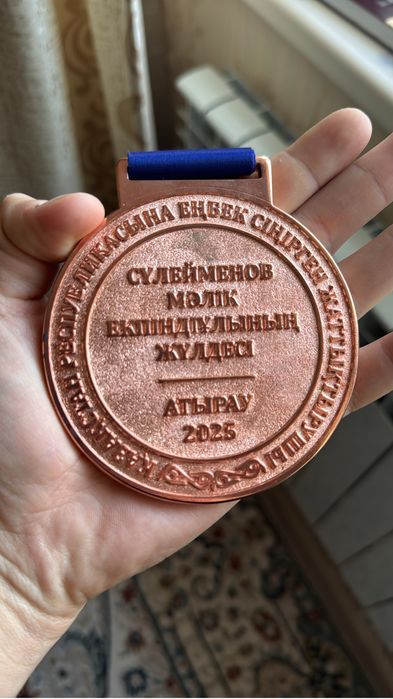 ҚАЗАҚСТАН РЕСПУБЛИКАСЫНА ЕҢБЕК СІҢІРГЕН ЖАТТЫҚТЫРУШЫ
СҮЛЕЙМЕНОВ
МӘЛІК
ЕКПІНДІҰЛЫНЫҢ
ЖҮЛДЕСІ
АТЫРАУ
2025